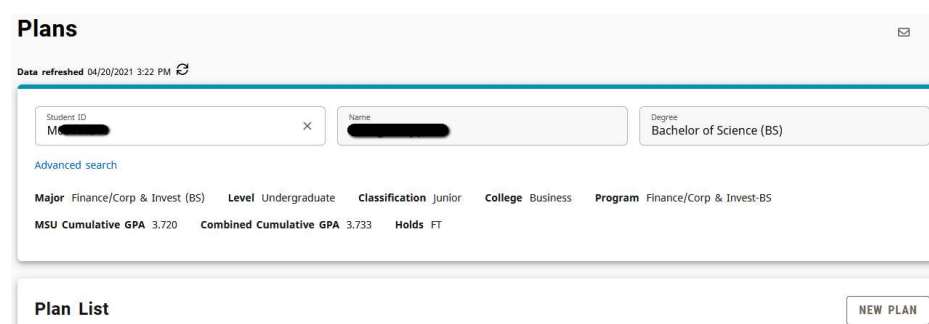 Plans
Data refreshed 04/20/2021 3:22 PM
Student ID
Name
Degree
Bachelor of Science (BS)
Advanced search
Major Finance/Corp & Invest (BS) Level Undergraduate Classification Junior College Business Program Finance/Corp & Invest-BS
MSU Cumulative GPA 3.720 Combined Cumulative GPA 3.733 Holds FT
Plan List
NEW PLAN